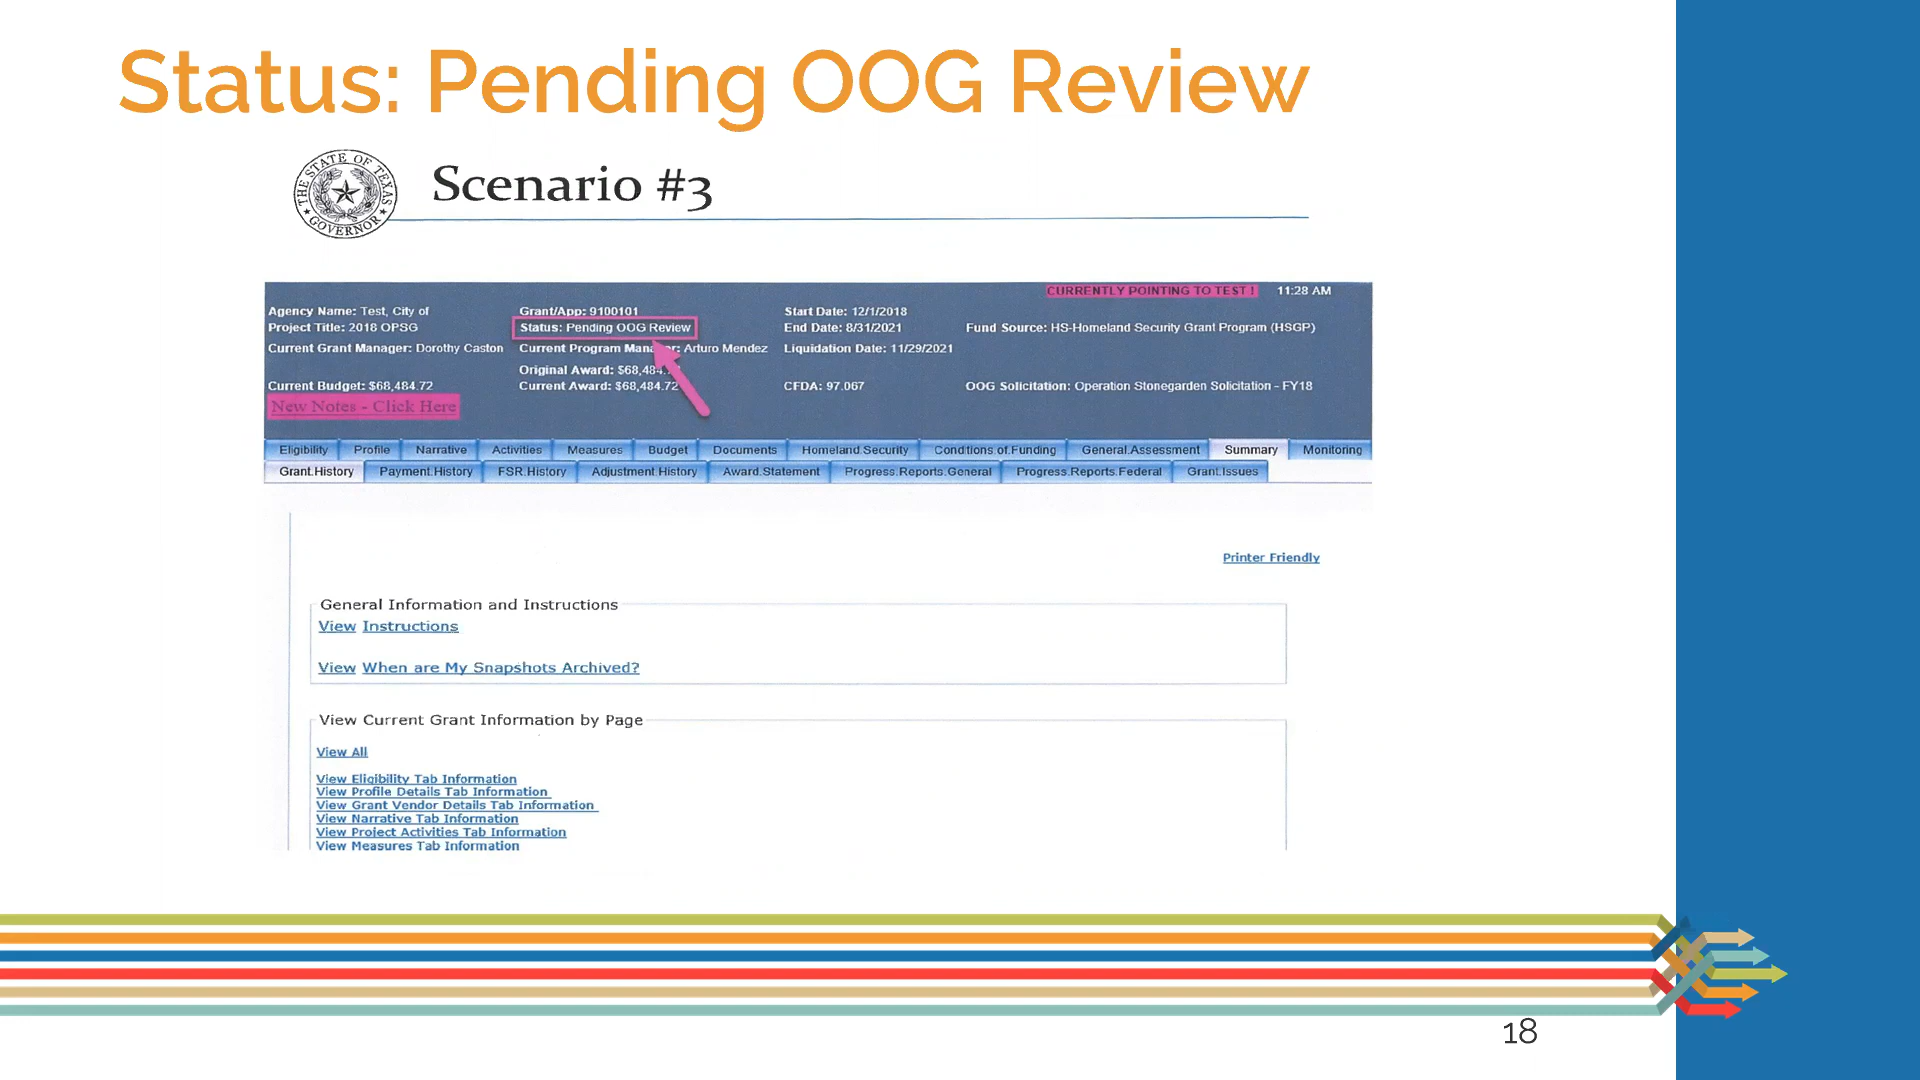 Status: Pending OOG Review
THE STATE OF TEXAS
GOVERNOR
Scenario #3
CURRENTLY POINTING TO TEST ! 11:28 AM
Agency Name: Test, City of Grant/App: 9100101 Start Date: 12/1/2018
Project Title: 2018 OPSG Status: Pending OOG Review End Date: 8/31/2021 Fund Source: HS-Homeland Security Grant Program (HSGP)
Current Grant Manager: Dorothy Caston Current Program Manager: Arturo Mendez Liquidation Date: 11/29/2021
Original Award: $68,484.72
Current Budget: $68,484.72 Current Award: $68,484.72 CFDA: 97.067 OOG Solicitation: Operation Stonegarden Solicitation - FY18
New Notes - Click Here
Eligibility Profile Narrative Activities Measures Budget Documents Homeland.Security Conditions.of.Funding General.Assessment Summary Monitoring
Grant.History Payment.History FSR.History Adjustment.History Award.Statement Progress.Reports.General Progress.Reports.Federal Grant.Issues
Printer Friendly
General Information and Instructions
View Instructions
View When are My Snapshots Archived?
View Current Grant Information by Page
View All
View Eligibility Tab Information
View Profile Details Tab Information
View Grant Vendor Details Tab Information
View Narrative Tab Information
View Project Activities Tab Information
View Measures Tab Information
18